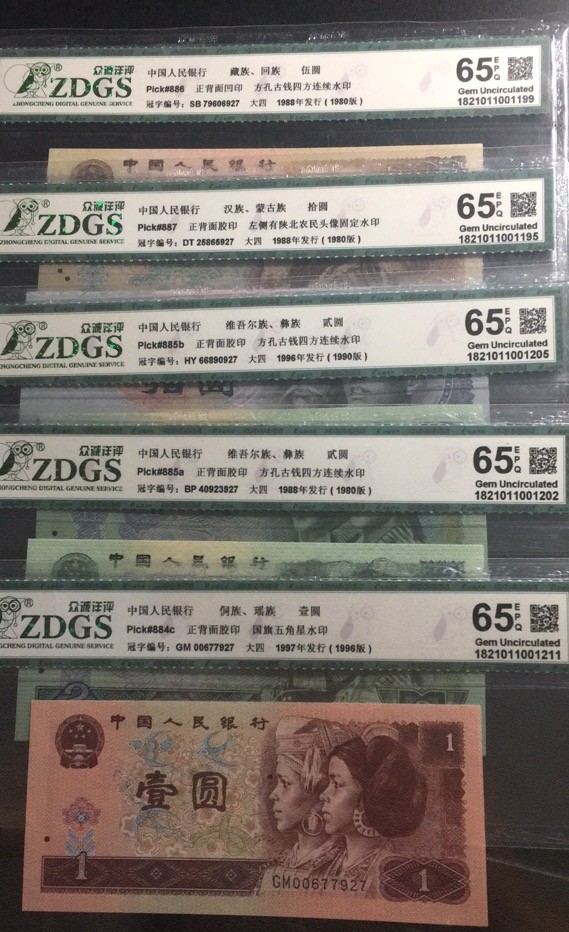 众诚洋评
ZDGS®
ZHONGCHENG DIGITAL GENUINE SERVICE
中国人民银行 藏族、回族 伍圆
Pick#886 正背面凹印 方孔古钱四方连续水印
冠字编号：SB 79606927 大四 1988年发行(1980版)
65 EPQ
Gem Uncirculated
1821011001199
中国人民银行
众诚洋评
ZDGS®
ZHONGCHENG DIGITAL GENUINE SERVICE
中国人民银行 汉族、蒙古族 拾圆
Pick#887 正背面胶印 左侧有陕北农民头像固定水印
冠字编号：DT 25865927 大四 1988年发行(1980版)
65 EPQ
Gem Uncirculated
1821011001195
众诚洋评
ZDGS®
ZHONGCHENG DIGITAL GENUINE SERVICE
中国人民银行 维吾尔族、彝族 贰圆
Pick#885b 正背面胶印 方孔古钱四方连续水印
冠字编号：HY 66890927 大四 1996年发行(1990版)
65 EPQ
Gem Uncirculated
1821011001205
拾圆
众诚洋评
ZDGS®
ZHONGCHENG DIGITAL GENUINE SERVICE
中国人民银行 维吾尔族、彝族 贰圆
Pick#885a 正背面胶印 方孔古钱四方连续水印
冠字编号：BP 40923927 大四 1988年发行(1980版)
65 EPQ
Gem Uncirculated
1821011001202
中国人民银行
众诚洋评
ZDGS®
ZHONGCHENG DIGITAL GENUINE SERVICE
中国人民银行 侗族、瑶族 壹圆
Pick#884c 正背面胶印 国旗五角星水印
冠字编号：GM 00677927 大四 1997年发行(1996版)
65 EPQ
Gem Uncirculated
1821011001211
2
中国人民银行
1
壹圆
1
GM00677927
1